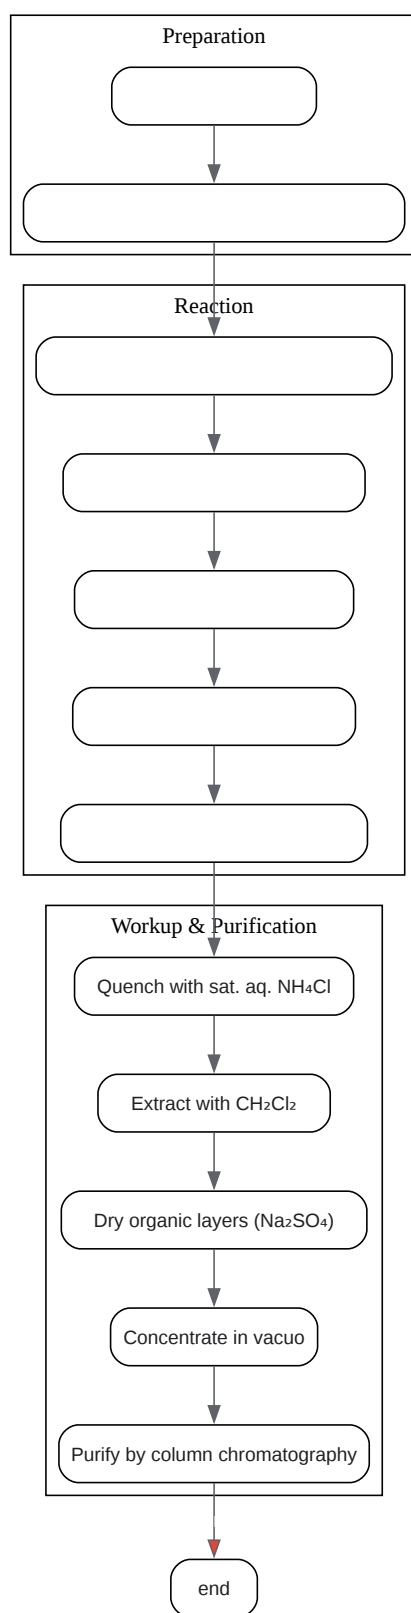 Preparation
Reaction
Workup & Purification
Quench with sat. aq. NH₄Cl
Extract with CH₂Cl₂
Dry organic layers (Na₂SO₄)
Concentrate in vacuo
Purify by column chromatography
end